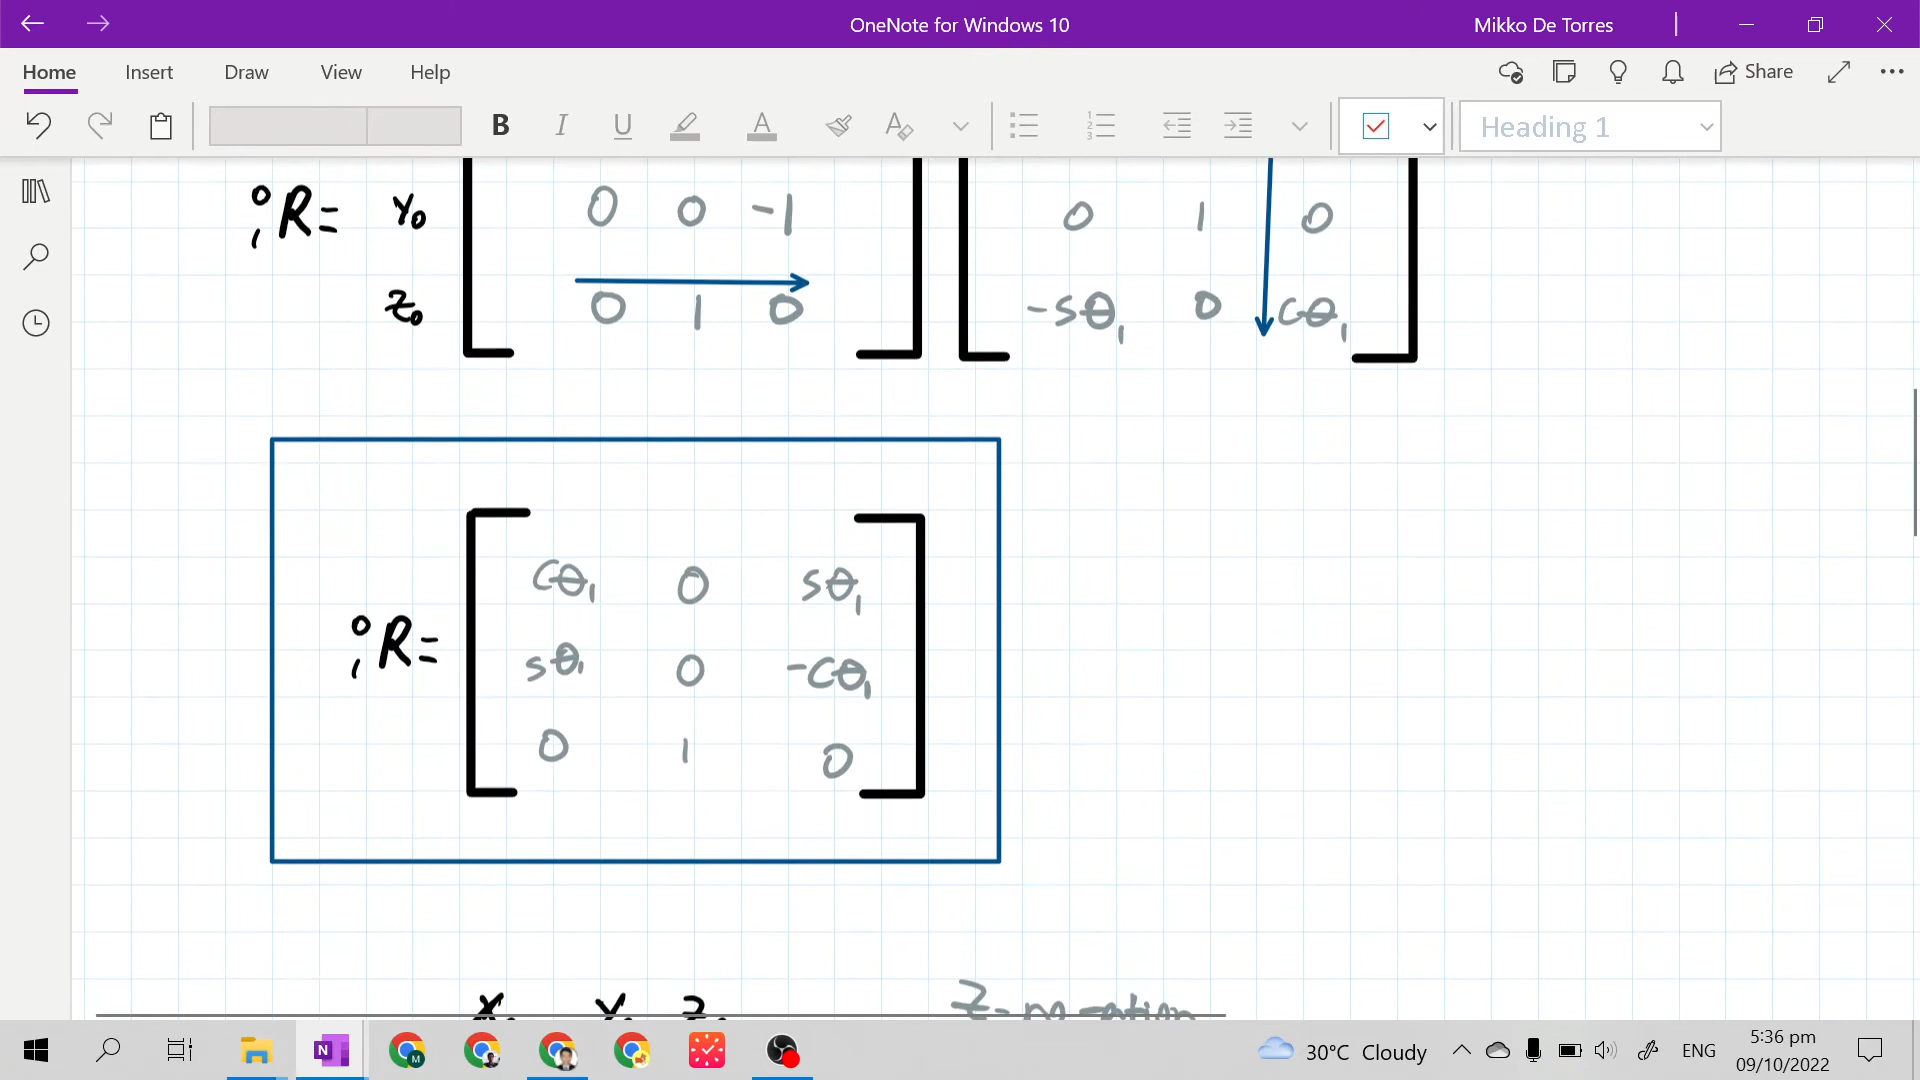 OneNote for Windows 10 Mikko De Torres
Home Insert Draw View Help Share
B I U A A Heading 1
⁰₁R= Y₀ 0 0 -1 0 1 0
Z₀ 0 1 0 -sθ₁ 0 cθ₁
cθ₁ 0 sθ₁
⁰₁R= sθ₁ 0 -cθ₁
0 1 0
30°C Cloudy ENG 5:36 pm
09/10/2022